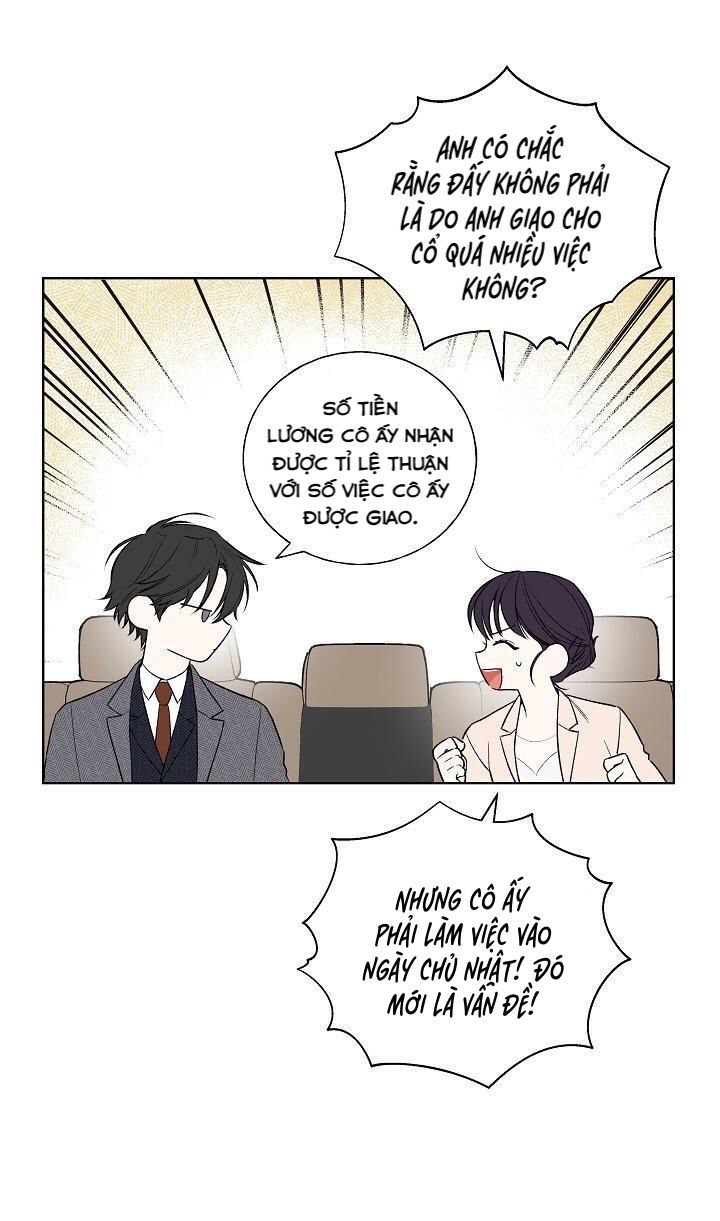 ANH CÓ CHẮC
RẰNG ĐẤY KHÔNG PHẢI
LÀ DO ANH GIAO CHO
CỔ QUÁ NHIỀU VIỆC
KHÔNG?
SỐ TIỀN
LƯƠNG CÔ ẤY NHẬN
ĐƯỢC TỈ LỆ THUẬN
VỚI SỐ VIỆC CÔ ẤY
ĐƯỢC GIAO.
NHƯNG CÔ ẤY
PHẢI LÀM VIỆC VÀO
NGÀY CHỦ NHẬT! ĐÓ
MỚI LÀ VẤN ĐỀ!